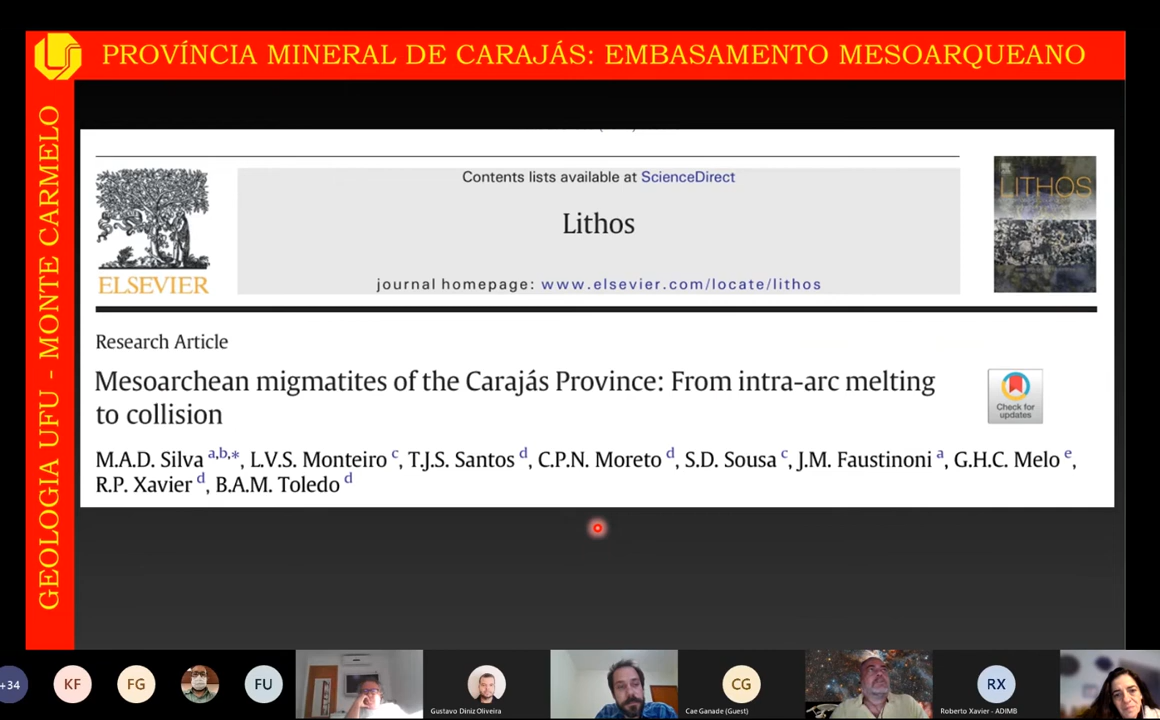 PROVÍNCIA MINERAL DE CARAJÁS: EMBASAMENTO MESOARQUEANO
GEOLOGIA UFU - MONTE CARMELO
Contents lists available at ScienceDirect
Lithos
journal homepage: www.elsevier.com/locate/lithos
ELSEVIER
LITHOS
Research Article
Mesoarchean migmatites of the Carajás Province: From intra-arc melting
to collision
Check for
updates
M.A.D. Silva a,b,*, L.V.S. Monteiro c, T.J.S. Santos d, C.P.N. Moreto d, S.D. Sousa c, J.M. Faustinoni a, G.H.C. Melo e,
R.P. Xavier d, B.A.M. Toledo d
+34
KF
FG
FU
Gustavo Diniz Oliveira
CG
Cae Ganade (Guest)
RX
Roberto Xavier - ADIMB